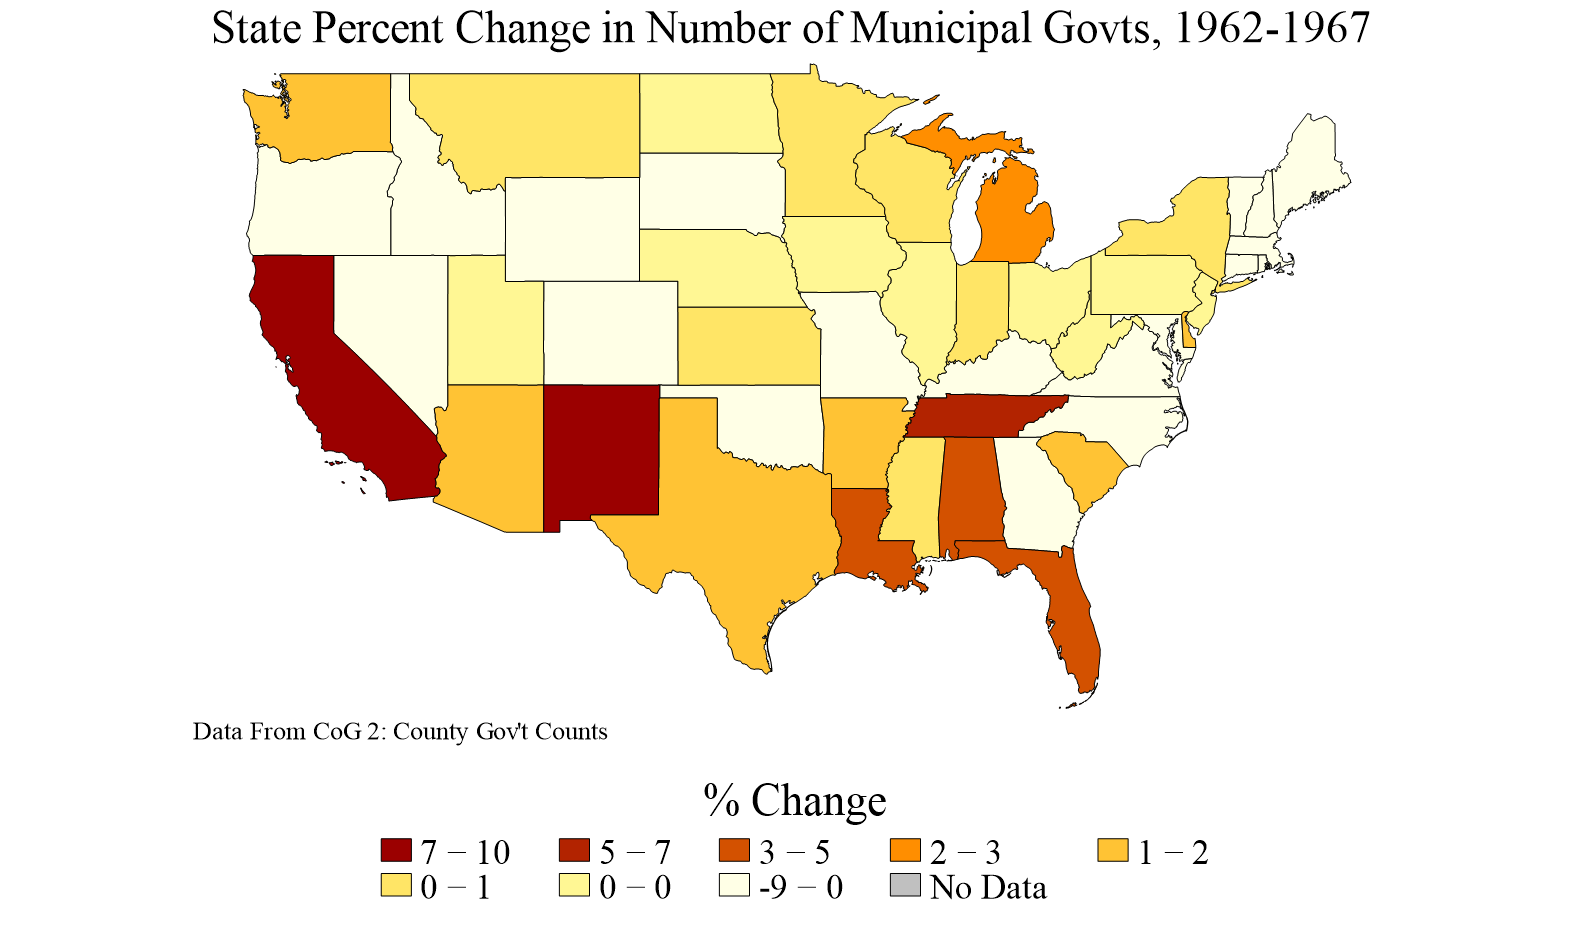 State Percent Change in Number of Municipal Govts, 1962-1967
Data From CoG 2: County Gov't Counts
% Change
7 − 10 5 − 7 3 − 5 2 − 3 1 − 2
0 − 1 0 − 0 -9 − 0 No Data